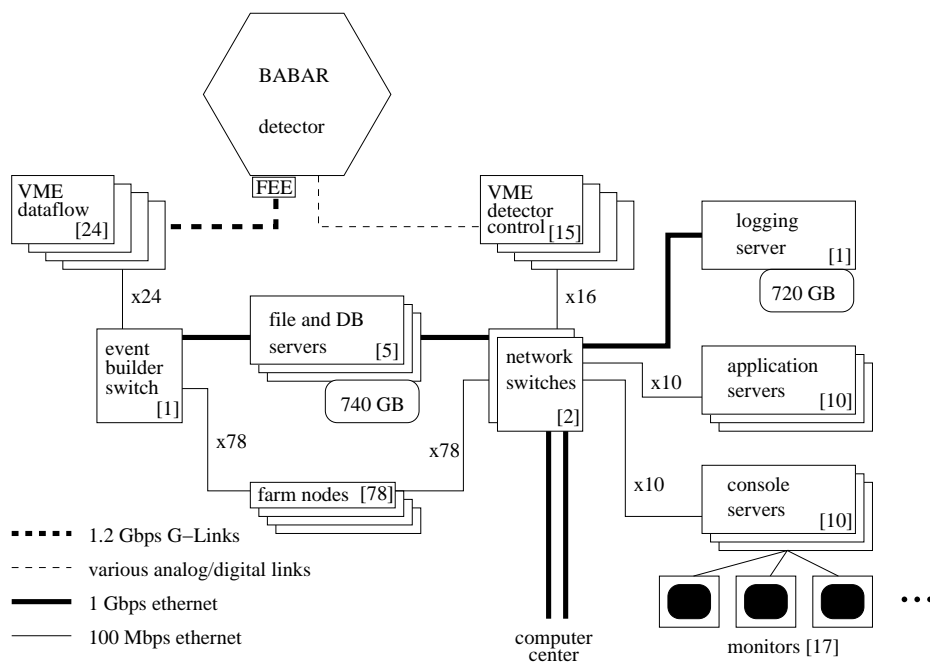 BABAR
detector
FEE
VME
dataflow
[24]
VME
detector
control
[15]
logging
server
[1]
720 GB
x24
x16
event
builder
switch
[1]
file and DB
servers
[5]
740 GB
network
switches
[2]
x10
application
servers
[10]
x78
x78
farm nodes
[78]
x10
console
servers
[10]
1.2 Gbps G−Links
various analog/digital links
1 Gbps ethernet
100 Mbps ethernet
computer
center
monitors [17]